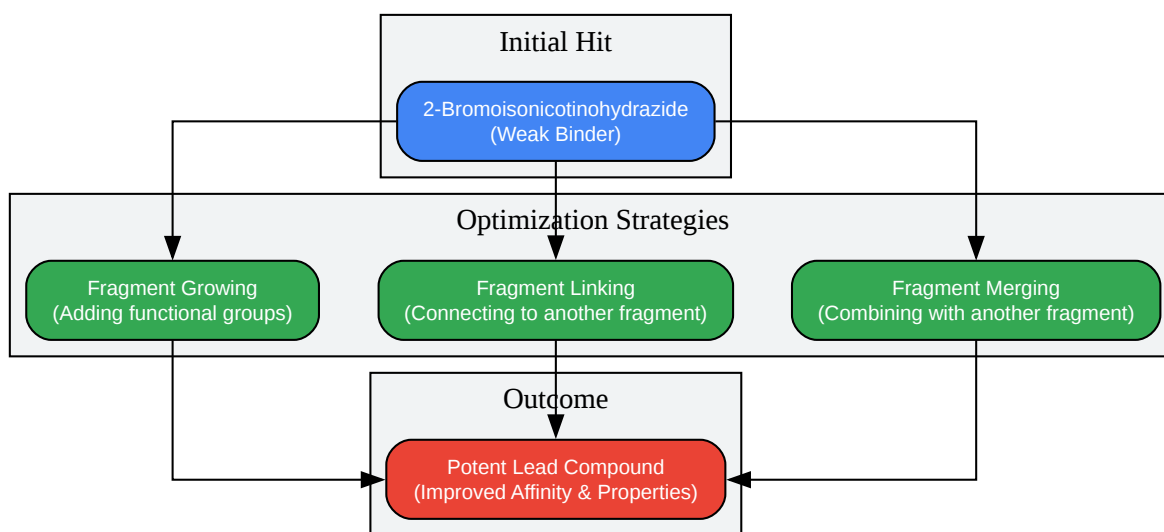 Initial Hit
2-Bromoisonicotinohydrazide
(Weak Binder)
Optimization Strategies
Fragment Growing
(Adding functional groups)
Fragment Linking
(Connecting to another fragment)
Fragment Merging
(Combining with another fragment)
Outcome
Potent Lead Compound
(Improved Affinity & Properties)